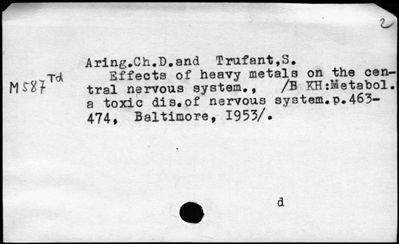 2
Aring.Ch.D.and Trufant,S.
Effects of heavy metals on the cen-
M587 Td
tral nervous system., /B KH:Metabol.
a toxic dis.of nervous system.p.463-
474, Baltimore, I953/.
d